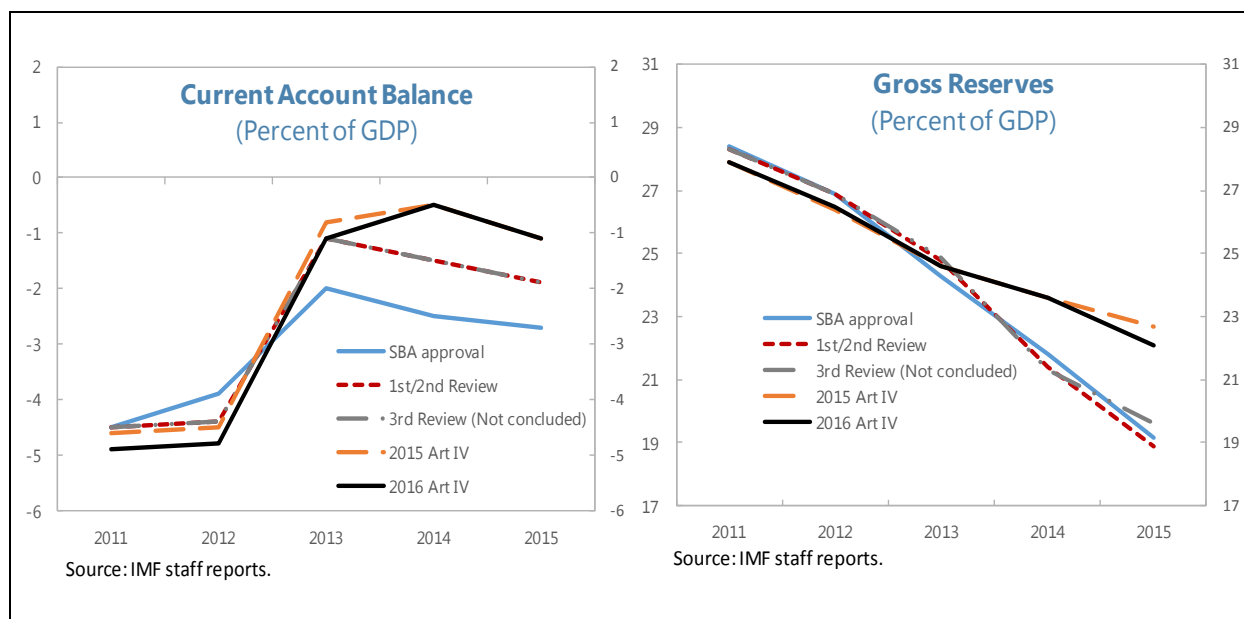 Current Account Balance
(Percent of GDP)
2
1
0
-1
-2
-3
-4
-5
-6
2
1
0
-1
-2
-3
-4
-5
-6
SBA approval
1st/2nd Review
3rd Review (Not concluded)
2015 Art IV
2016 Art IV
2011 2012 2013 2014 2015
Source: IMF staff reports.
Gross Reserves
(Percent of GDP)
31
29
27
25
23
21
19
17
31
29
27
25
23
21
19
17
SBA approval
1st/2nd Review
3rd Review (Not concluded)
2015 Art IV
2016 Art IV
2011 2012 2013 2014 2015
Source: IMF staff reports.